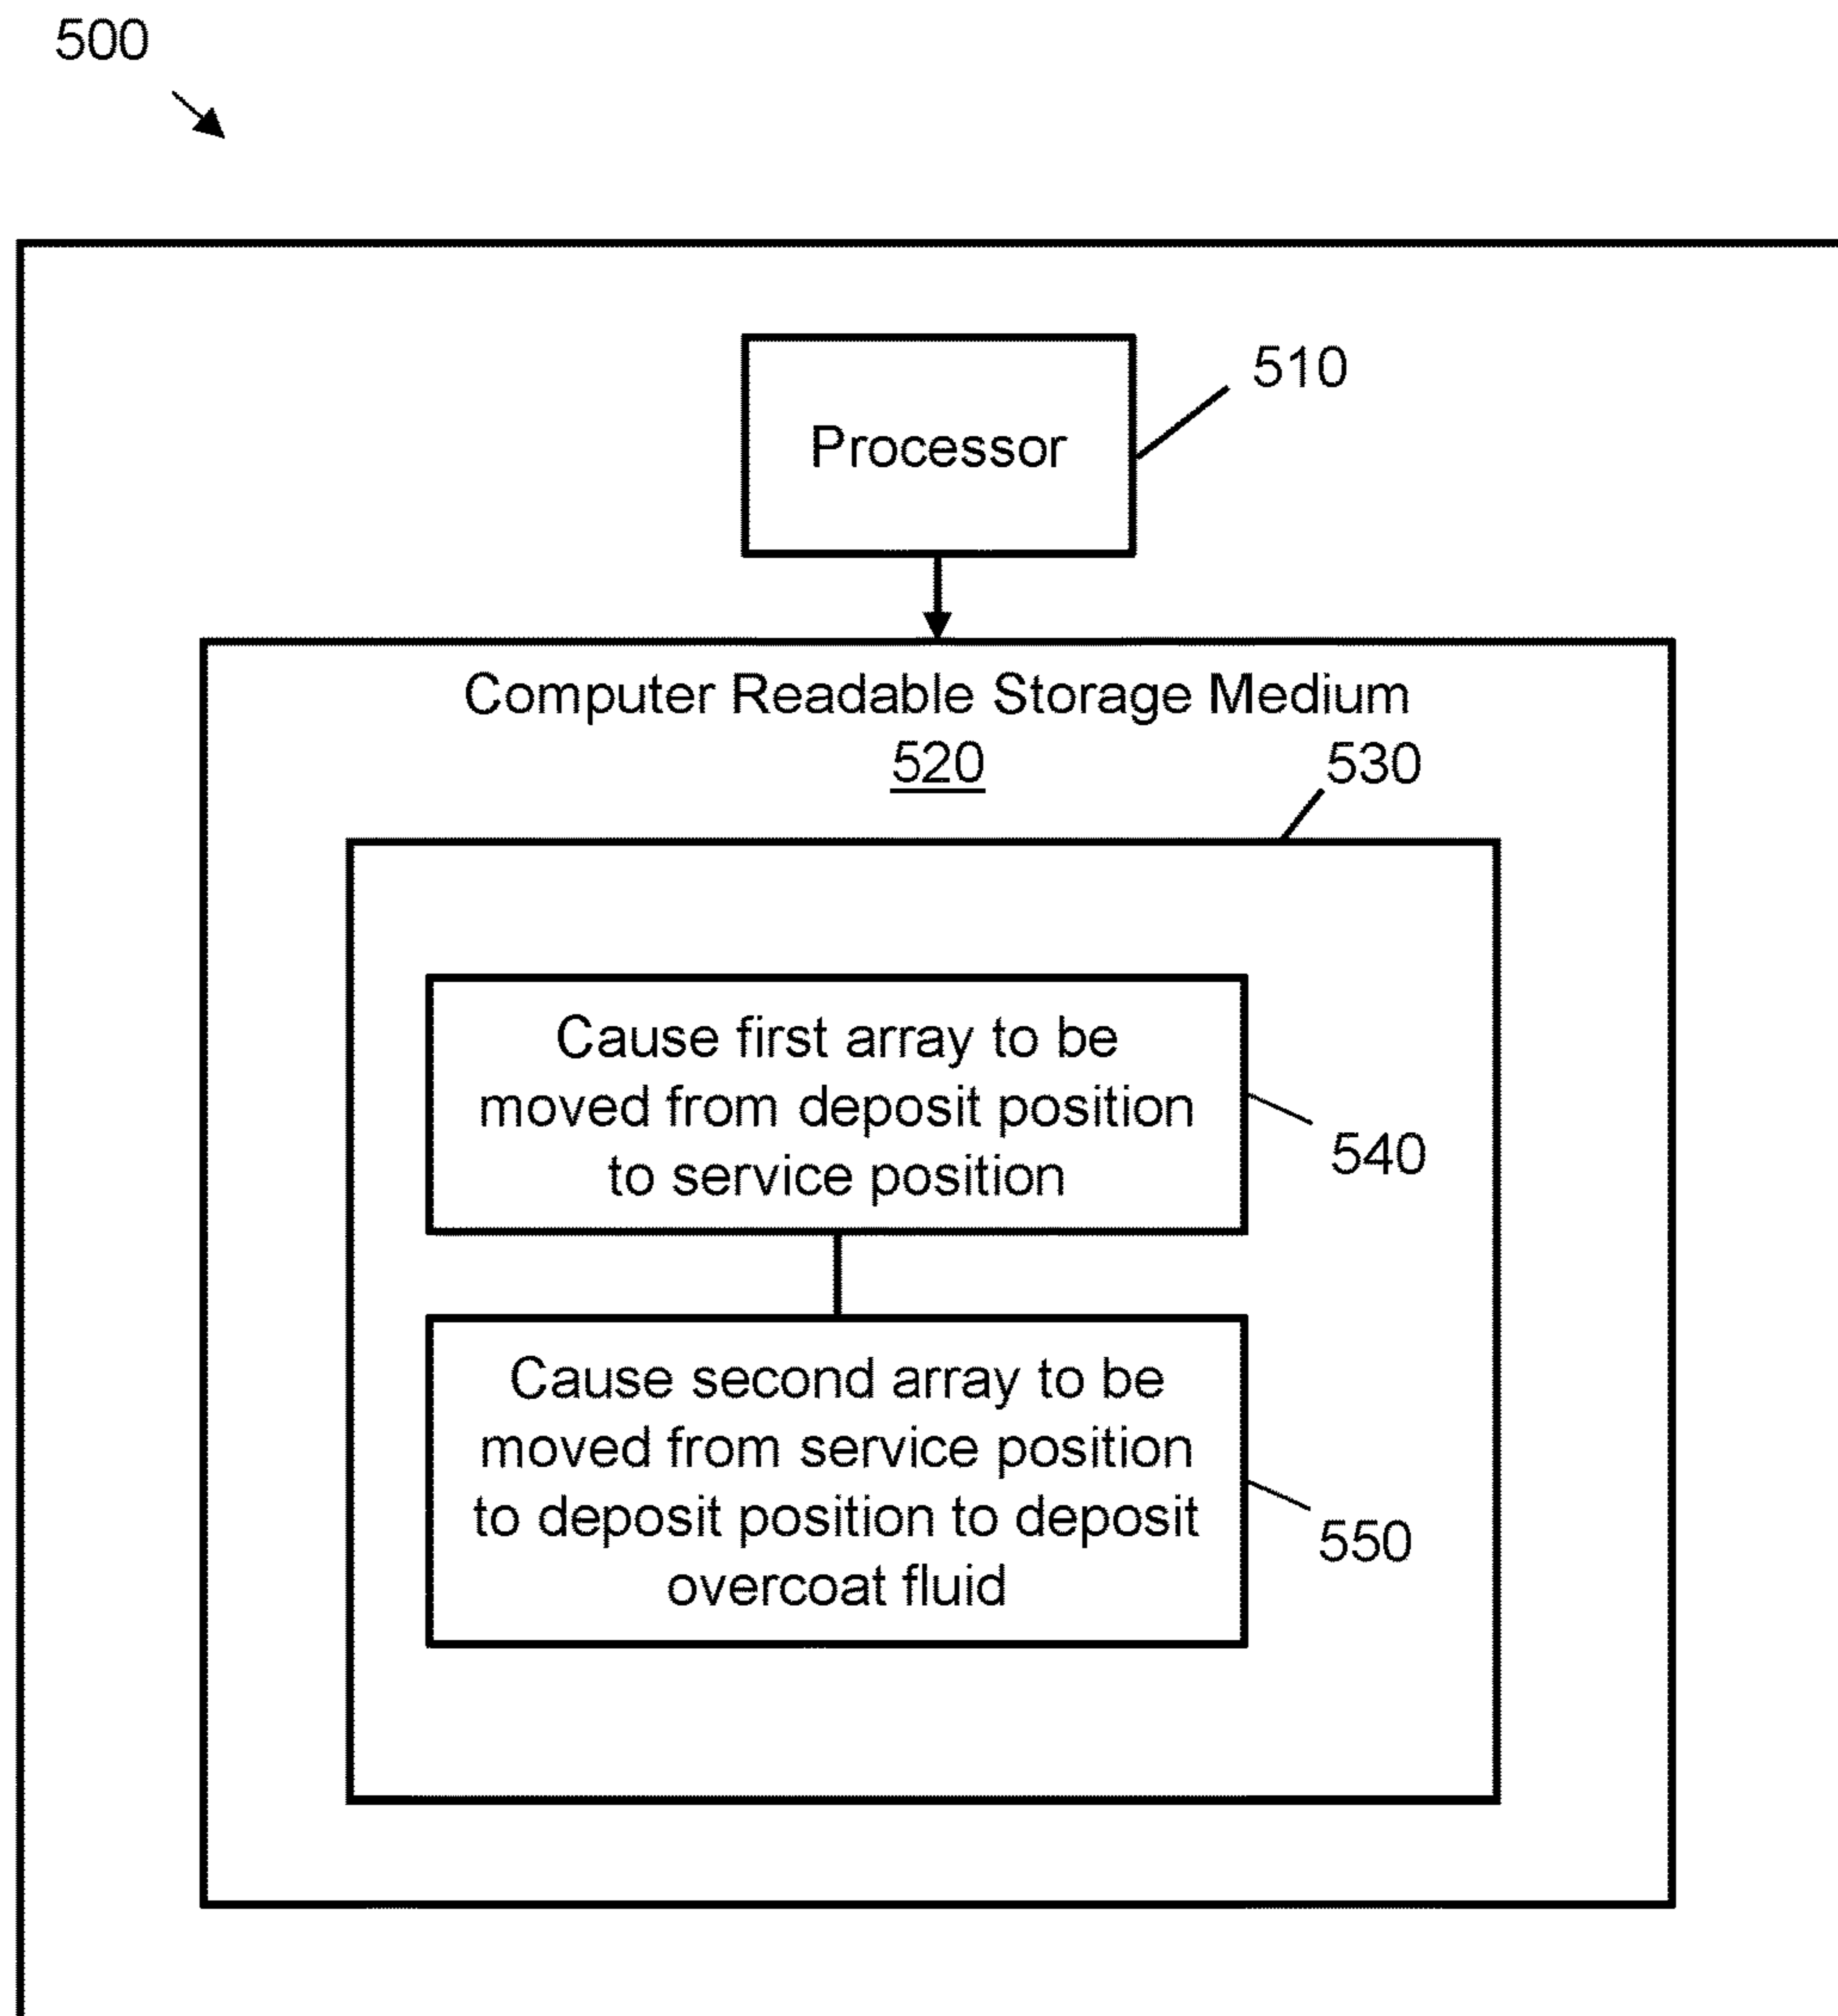 500
510
Processor
Computer Readable Storage Medium
520
530
Cause first array to be
moved from deposit position
to service position
540
Cause second array to be
moved from service position
to deposit position to deposit
overcoat fluid
550